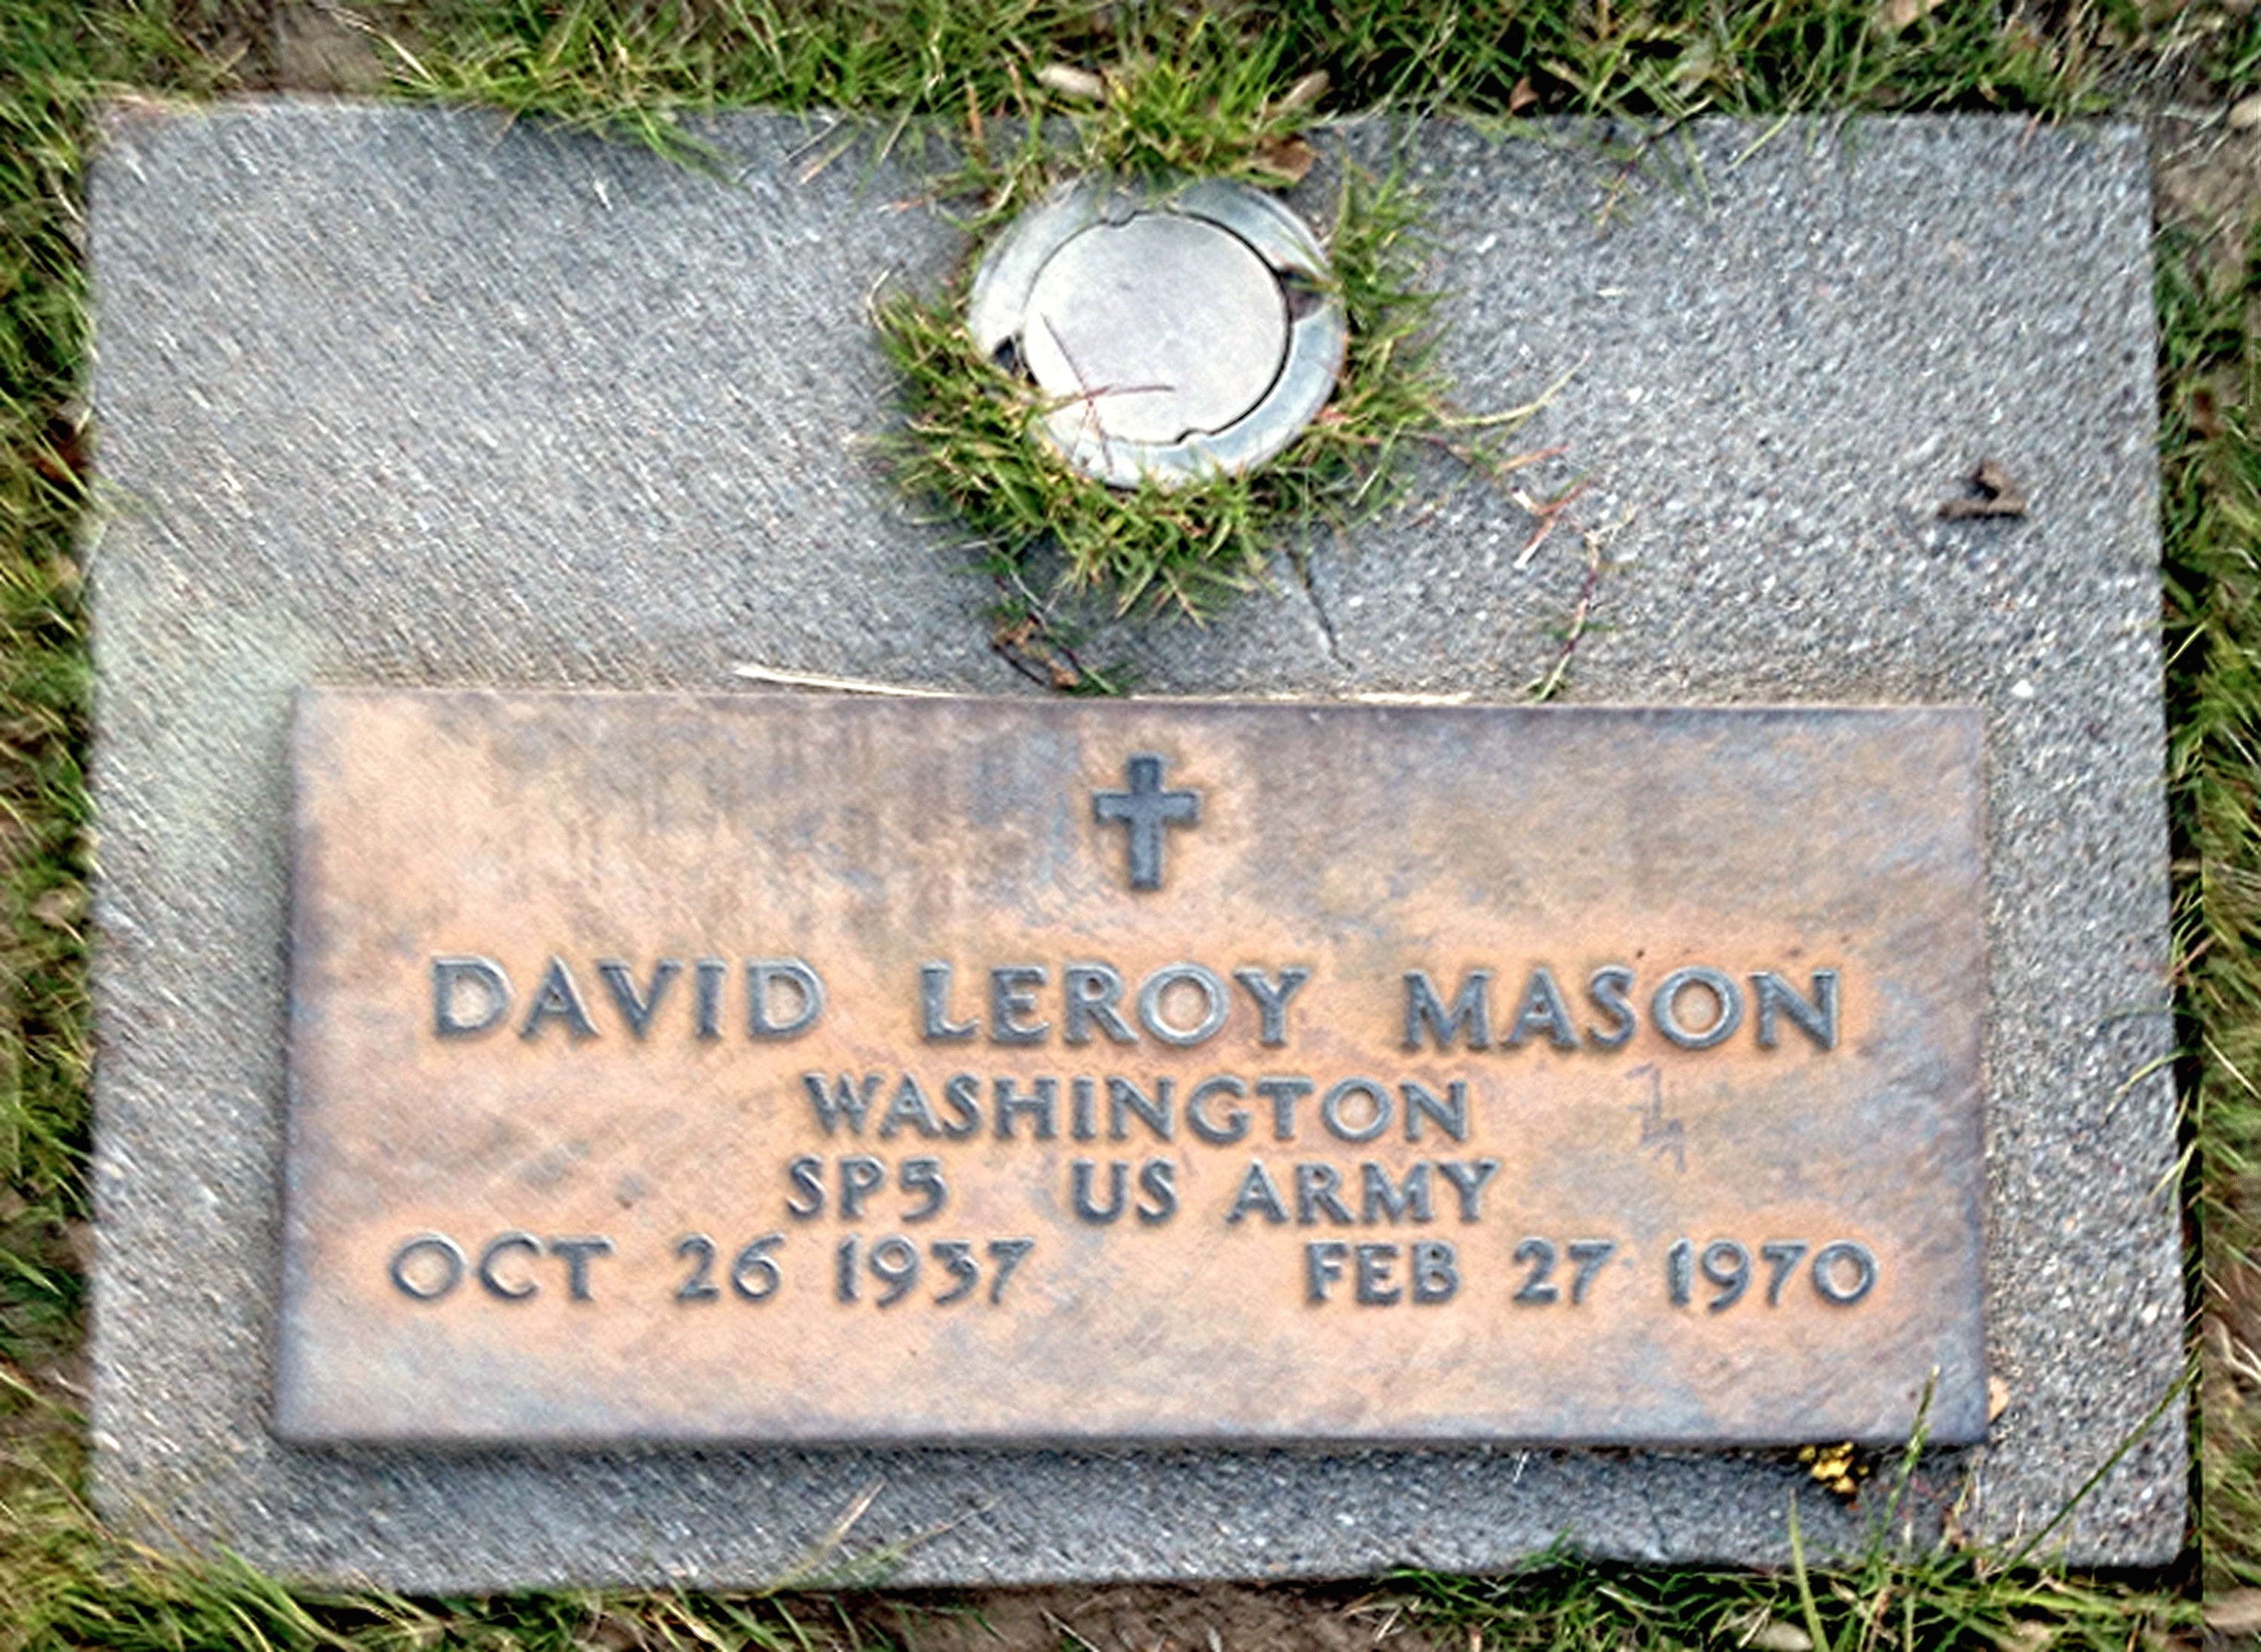 DAVID LEROY MASON
WASHINGTON
SP5 US ARMY
OCT 26 1937 FEB 27 1970